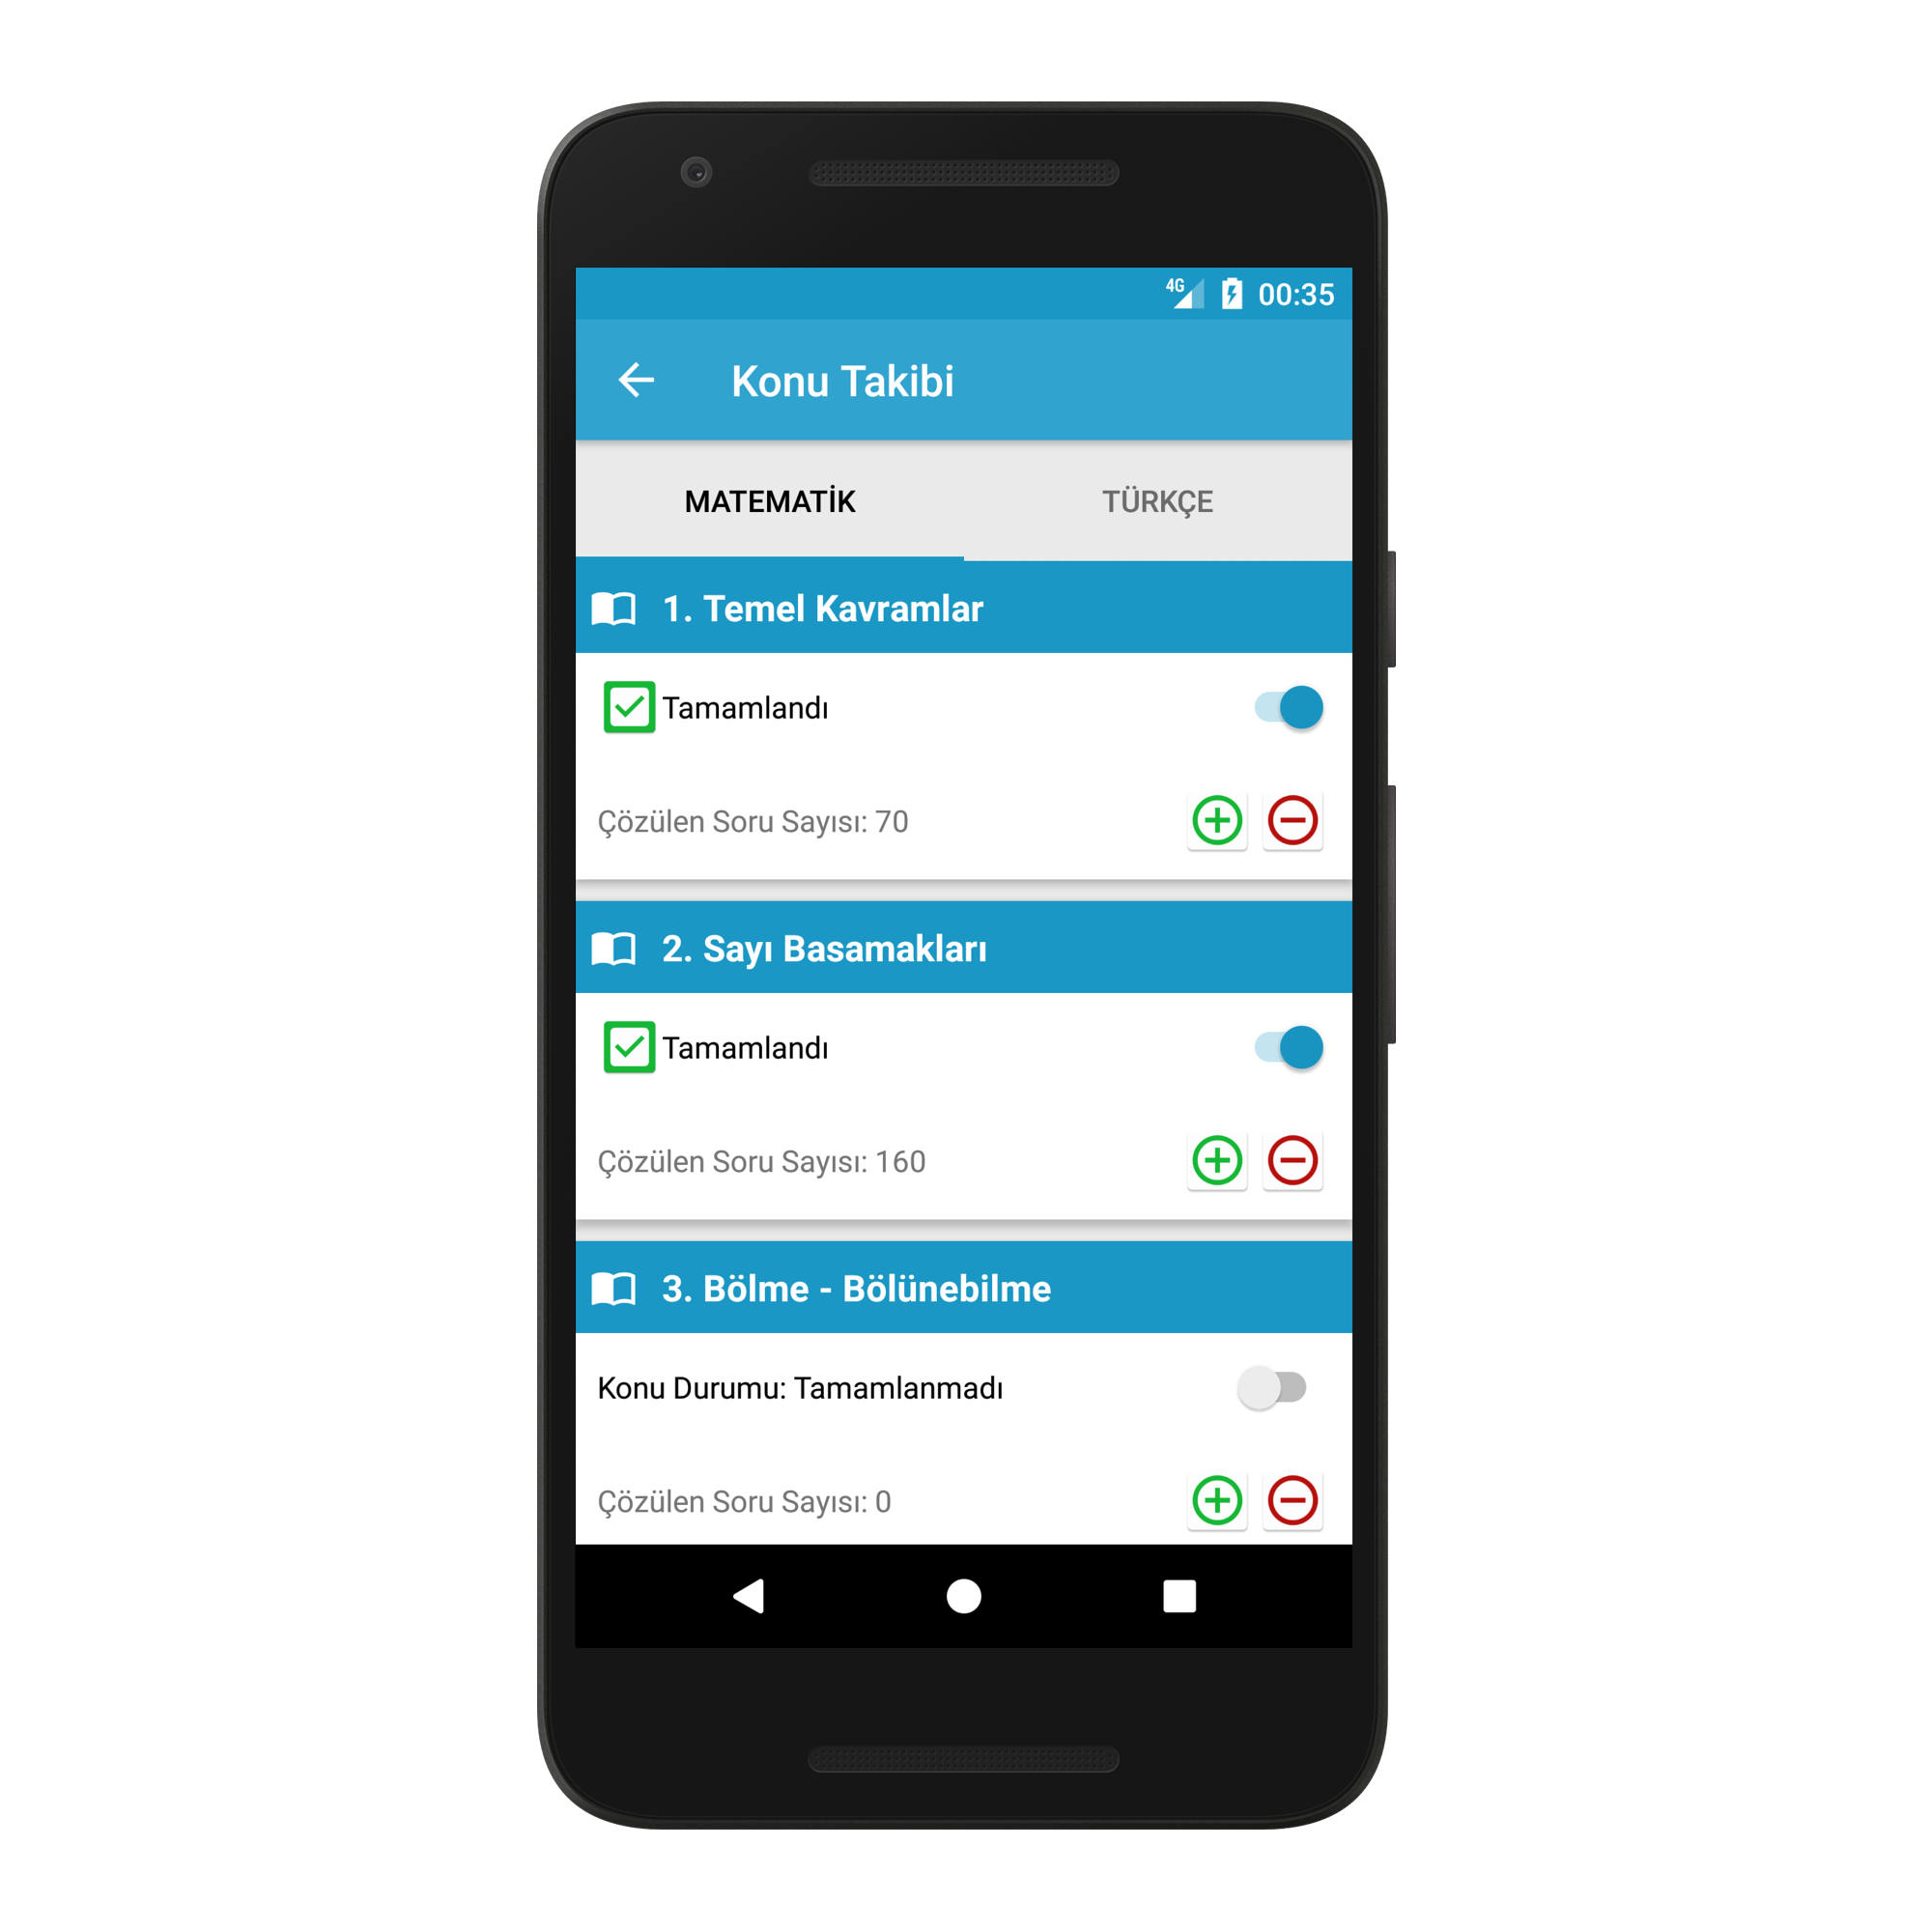 4G 00:35
Konu Takibi
MATEMATİK TÜRKÇE
1. Temel Kavramlar
Tamamlandı
Çözülen Soru Sayısı: 70
2. Sayı Basamakları
Tamamlandı
Çözülen Soru Sayısı: 160
3. Bölme - Bölünebilme
Konu Durumu: Tamamlanmadı
Çözülen Soru Sayısı: 0